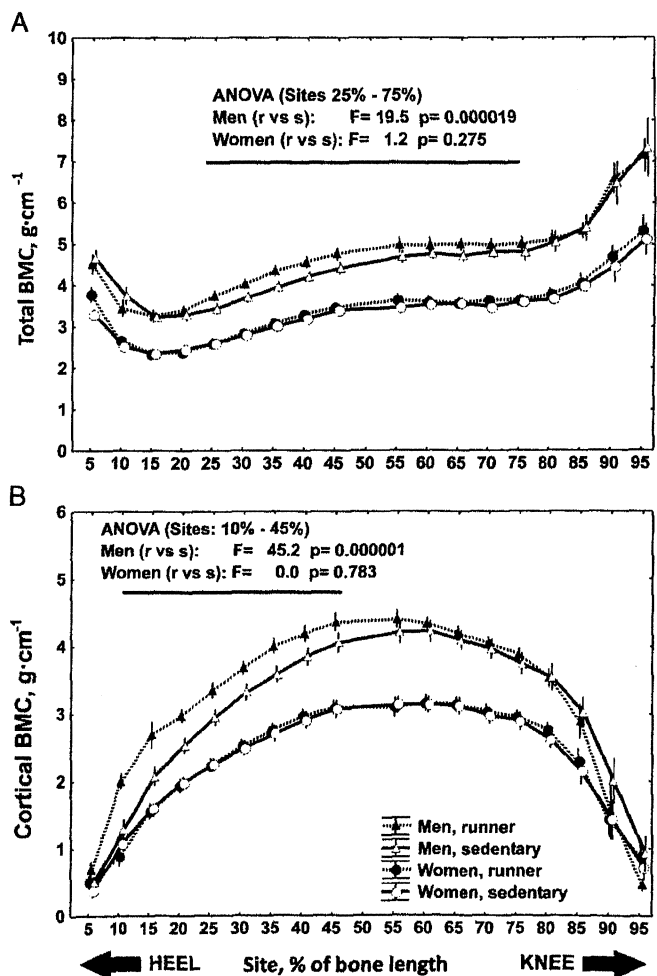 A
10
9
8
7
6
5
4
3
2
1
0
Total BMC, g·cm⁻¹
ANOVA (Sites 25% - 75%)
Men (r vs s): F= 19.5 p= 0.000019
Women (r vs s): F= 1.2 p= 0.275
5 10 15 20 25 30 35 40 45 50 55 60 65 70 75 80 85 90 95
B
6
5
4
3
2
1
0
Cortical BMC, g·cm⁻¹
ANOVA (Sites: 10% - 45%)
Men (r vs s): F= 45.2 p= 0.000001
Women (r vs s): F= 0.0 p= 0.783
Men, runner
Men, sedentary
Women, runner
Women, sedentary
5 10 15 20 25 30 35 40 45 50 55 60 65 70 75 80 85 90 95
HEEL Site, % of bone length KNEE